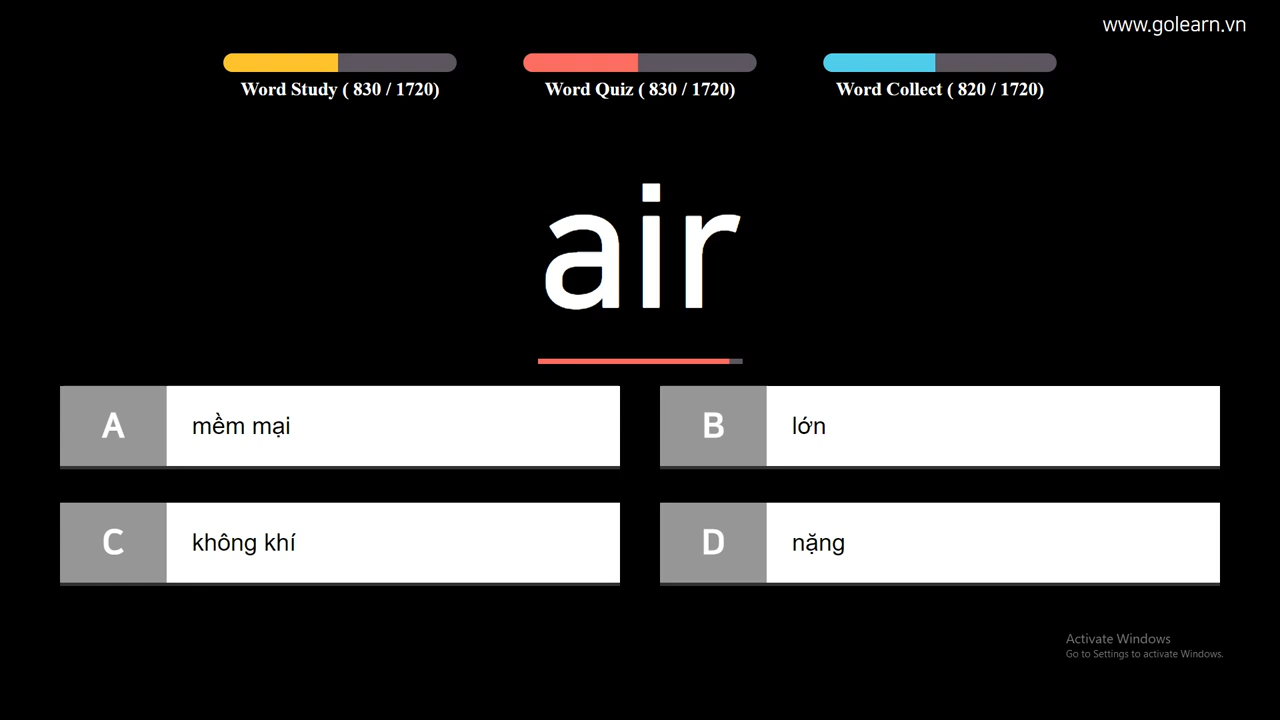 www.golearn.vn
Word Study ( 830 / 1720)
Word Quiz ( 830 / 1720)
Word Collect ( 820 / 1720)
air
A mềm mại
B lớn
C không khí
D nặng
Activate Windows
Go to Settings to activate Windows.